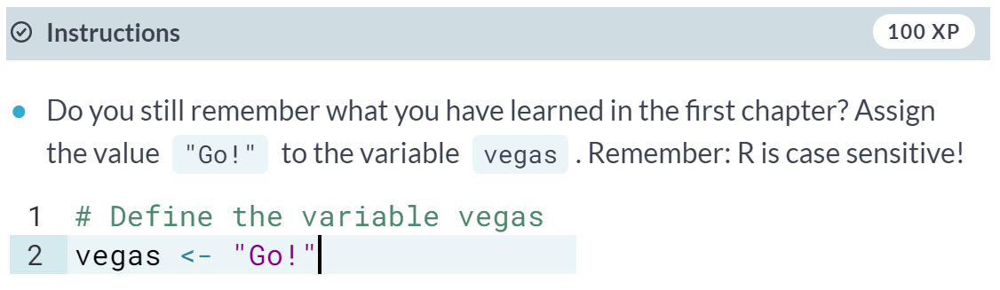 Instructions 100 XP
Do you still remember what you have learned in the first chapter? Assign
the value "Go!" to the variable vegas . Remember: R is case sensitive!
1 # Define the variable vegas
2 vegas <- "Go!"